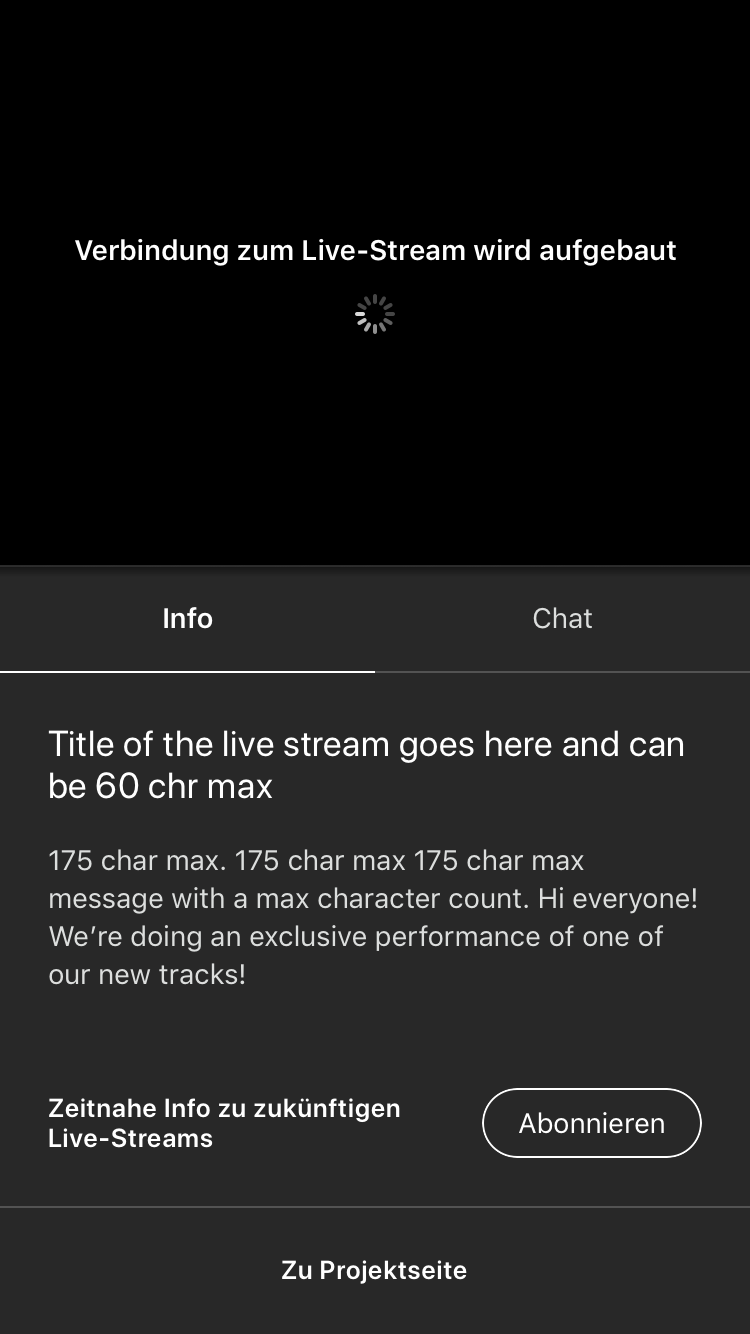 Verbindung zum Live-Stream wird aufgebaut
Info
Chat
Title of the live stream goes here and can
be 60 chr max
175 char max. 175 char max 175 char max
message with a max character count. Hi everyone!
We’re doing an exclusive performance of one of
our new tracks!
Zeitnahe Info zu zukünftigen
Live-Streams
Abonnieren
Zu Projektseite